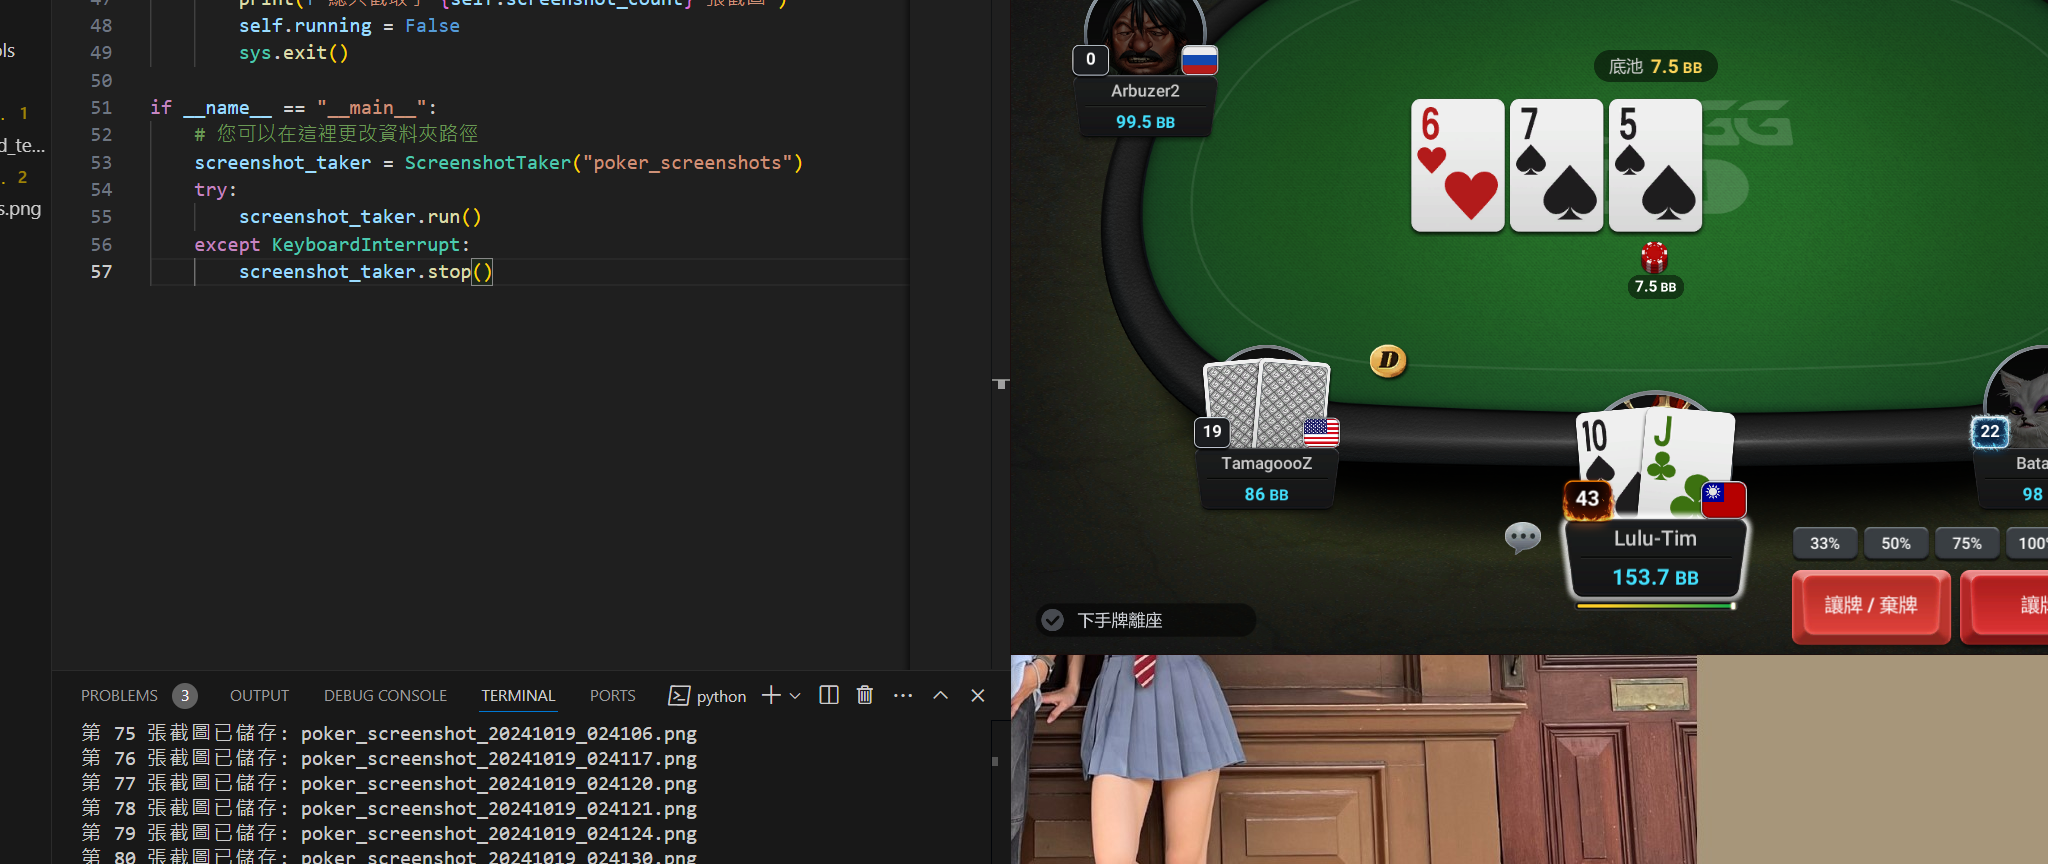 48 self.running = False
49 sys.exit()
50
51 if __name__ == "__main__":
52 # 您可以在這裡更改資料夾路徑
53 screenshot_taker = ScreenshotTaker("poker_screenshots")
54 try:
55 screenshot_taker.run()
56 except KeyboardInterrupt:
57 screenshot_taker.stop()
ols
. 1
d_te...
. 2
s.png
PROBLEMS 3 OUTPUT DEBUG CONSOLE TERMINAL PORTS python
第 75 張截圖已儲存: poker_screenshot_20241019_024106.png
第 76 張截圖已儲存: poker_screenshot_20241019_024117.png
第 77 張截圖已儲存: poker_screenshot_20241019_024120.png
第 78 張截圖已儲存: poker_screenshot_20241019_024121.png
第 79 張截圖已儲存: poker_screenshot_20241019_024124.png
第 80 張截圖已儲存: poker_screenshot_20241019_024130.png
0
Arbuzer2
99.5 BB
底池 7.5 BB
6 7 5
GG
7.5 BB
D
19
TamagoooZ
86 BB
10 J
43
Lulu-Tim
153.7 BB
22
Bata
98
33% 50% 75% 100%
讓牌 / 棄牌
讓牌
下手牌離座